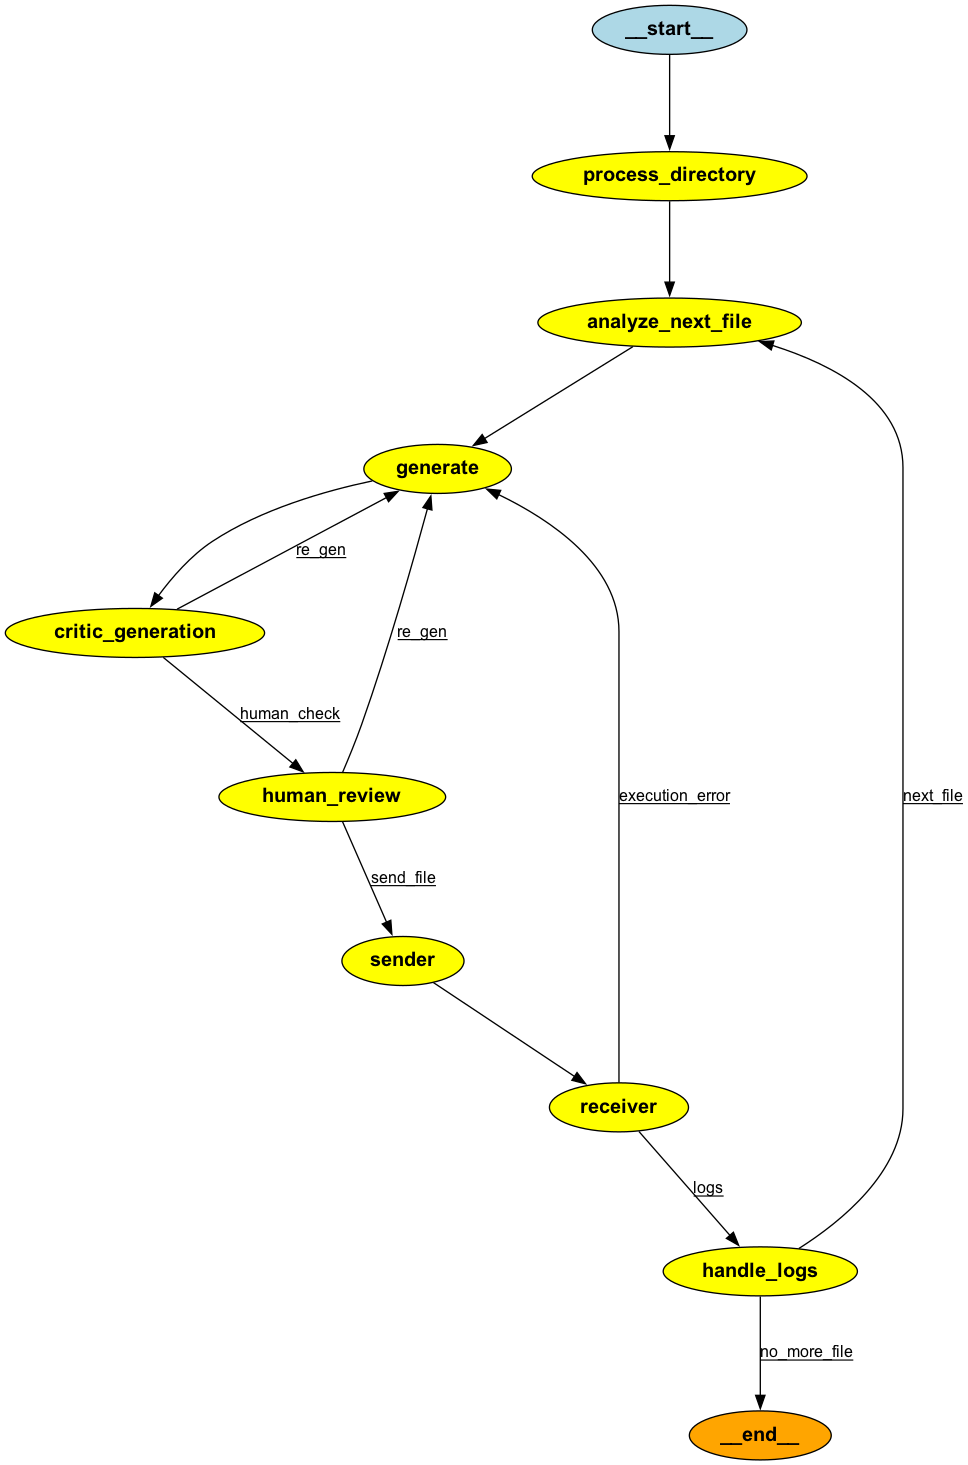 __start__
process_directory
analyze_next_file
generate
re_gen
critic_generation
re_gen
human_check
human_review
execution_error
next_file
send_file
sender
receiver
logs
handle_logs
no_more_file
__end__